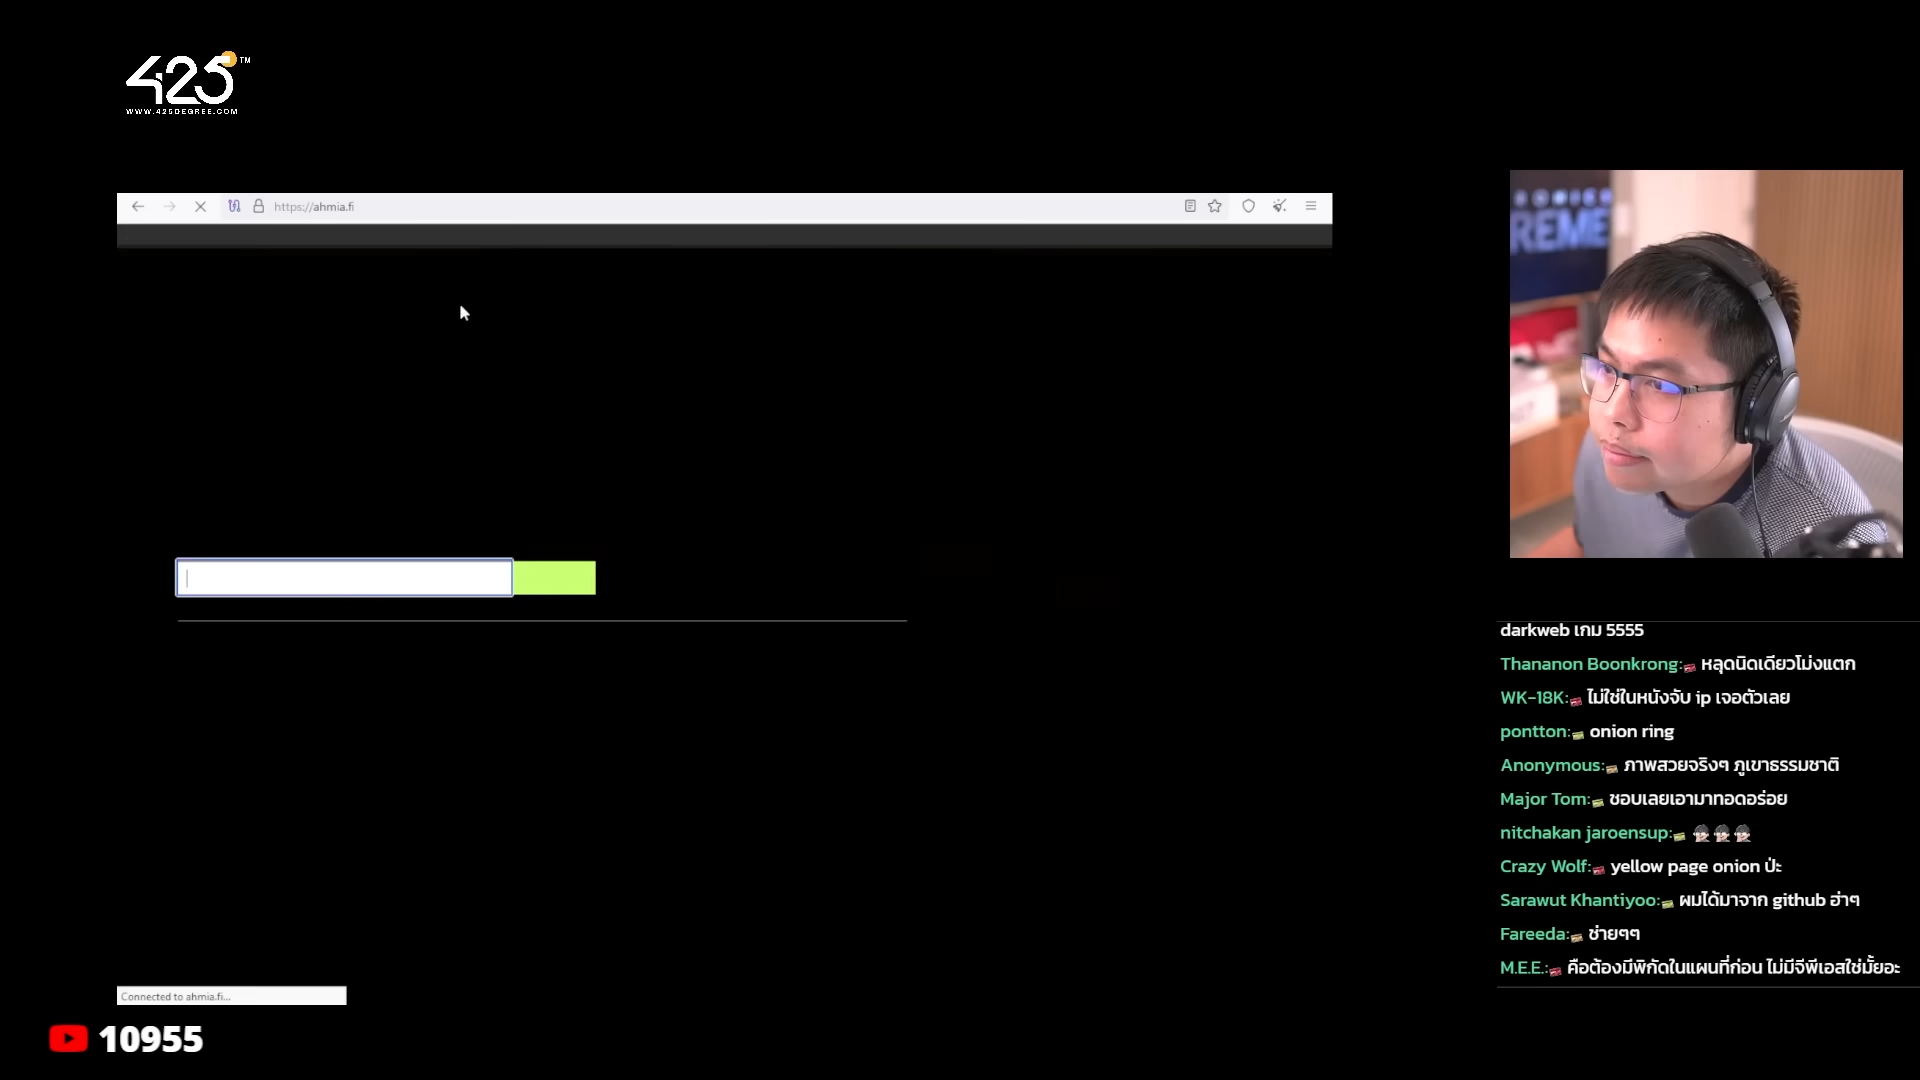 425 TM
WWW.425DEGREE.COM
https://ahmia.fi
REME
darkweb เกม 5555
Thananon Boonkrong: หลุดนิดเดียวโม่งแตก
WK-18K: ไม่ใช่ในหนังจับ ip เจอตัวเลย
pontton: onion ring
Anonymous: ภาพสวยจริงๆ ภูเขาธรรมชาติ
Major Tom: ชอบเลยเอามาทอดอร่อย
nitchakan jaroensup:
Crazy Wolf: yellow page onion ป่ะ
Sarawut Khantiyoo: ผมได้มาจาก github ฮ่าๆ
Fareeda: ช่ายๆๆ
M.E.E.: คือต้องมีพิกัดในแผนที่ก่อน ไม่มีจีพีเอสใช่มั้ยอะ
Connected to ahmia.fi...
10955